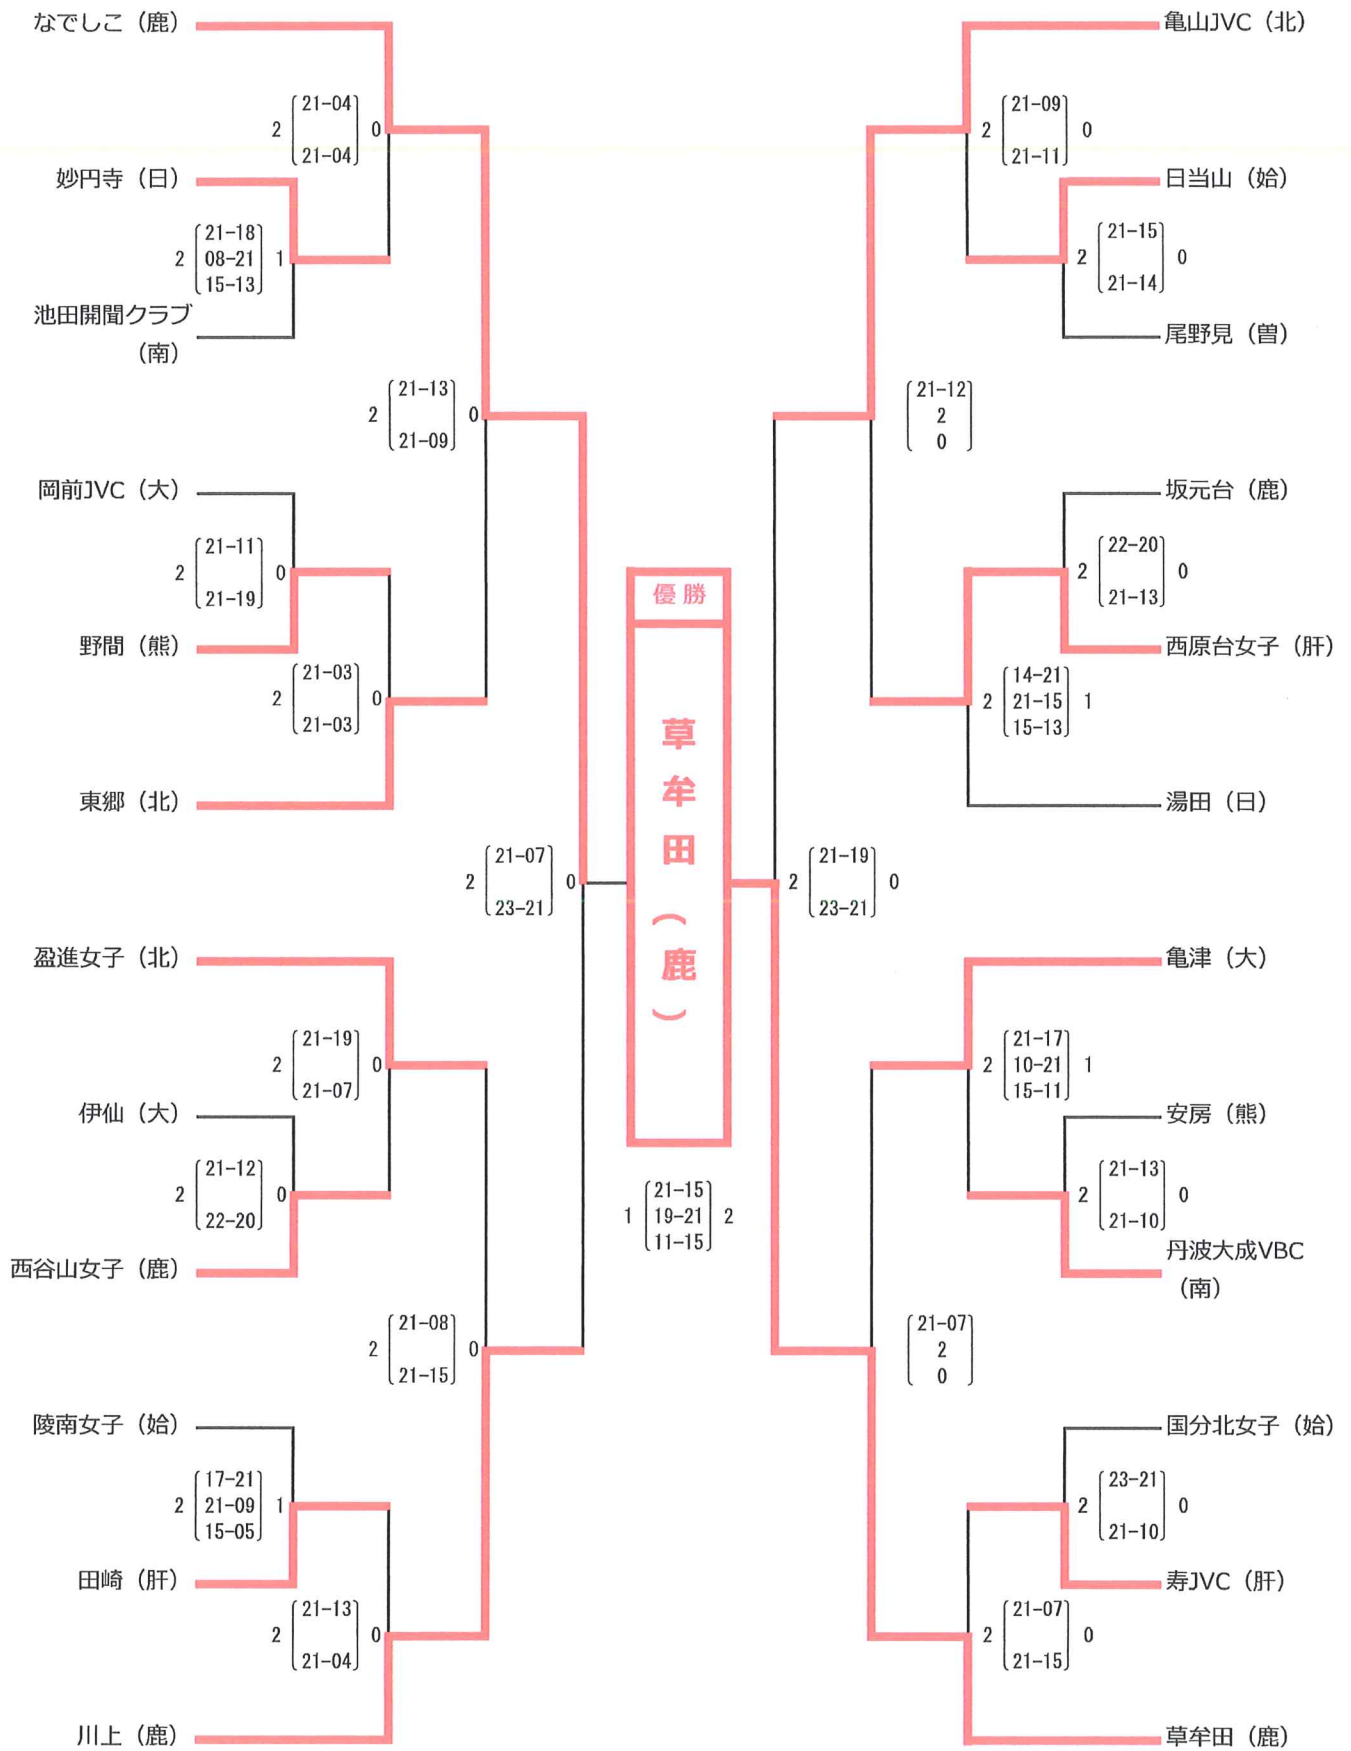 なでしこ（鹿）
2 21-04 0
21-04
妙円寺（日）
21-18
2 08-21 1
15-13
池田開聞クラブ
（南）
2 21-13 0
21-09
岡前JVC（大）
2 21-11 0
21-19
野間（熊）
2 21-03 0
21-03
東郷（北）
2 21-07 0
23-21
盈進女子（北）
2 21-19 0
21-07
伊仙（大）
2 21-12 0
22-20
西谷山女子（鹿）
2 21-08 0
21-15
陵南女子（姶）
17-21
2 21-09 1
15-05
田崎（肝）
2 21-13 0
21-04
川上（鹿）
優勝
草牟田（鹿）
21-15
1 19-21 2
11-15
亀山JVC（北）
2 21-09 0
21-11
日当山（姶）
2 21-15 0
21-14
尾野見（曽）
21-12
2
0
坂元台（鹿）
2 22-20 0
21-13
西原台女子（肝）
14-21
2 21-15 1
15-13
湯田（日）
2 21-19 0
23-21
亀津（大）
21-17
2 10-21 1
15-11
安房（熊）
2 21-13 0
21-10
丹波大成VBC
（南）
21-07
2
0
国分北女子（姶）
2 23-21 0
21-10
寿JVC（肝）
2 21-07 0
21-15
草牟田（鹿）